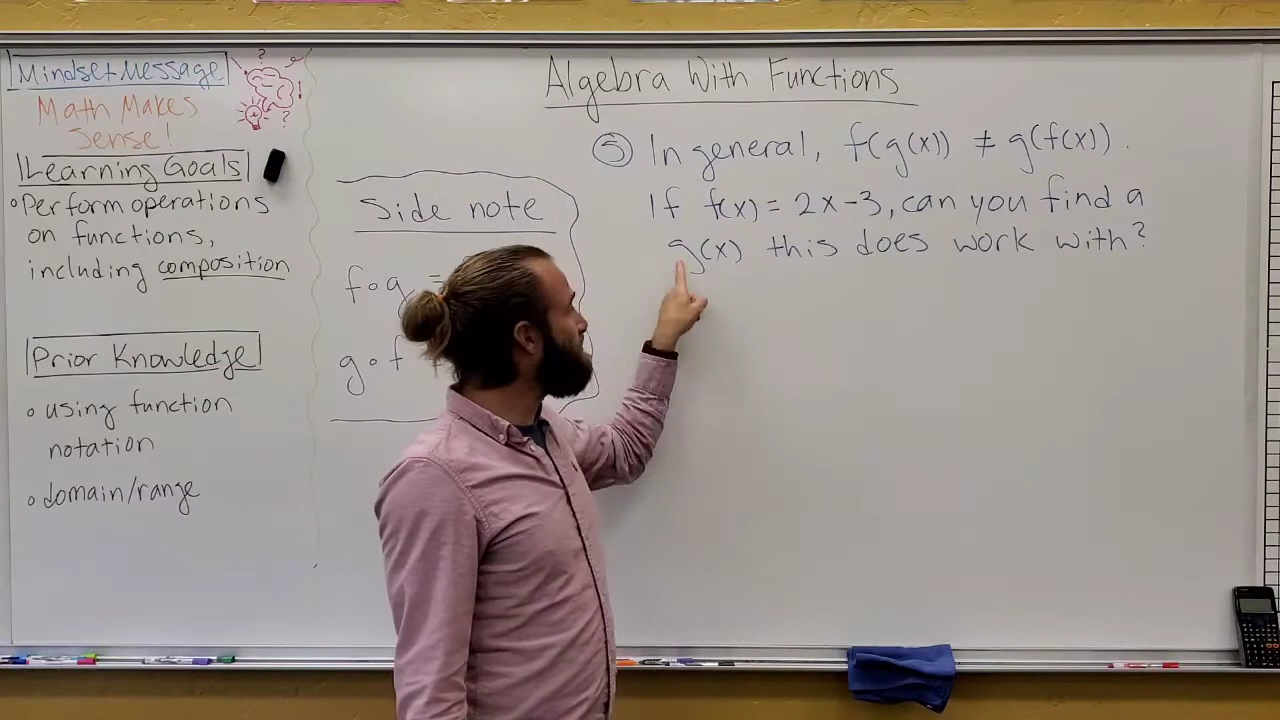 Mindset Message
Math Makes
Sense!
Learning Goals
• Perform operations
on functions,
including composition
Prior Knowledge
• using function
notation
• domain/range
Side note
f∘g =
g∘f
Algebra With Functions
⑤ In general, f(g(x)) ≠ g(f(x)).
If f(x) = 2x-3, can you find a
g(x) this does work with?